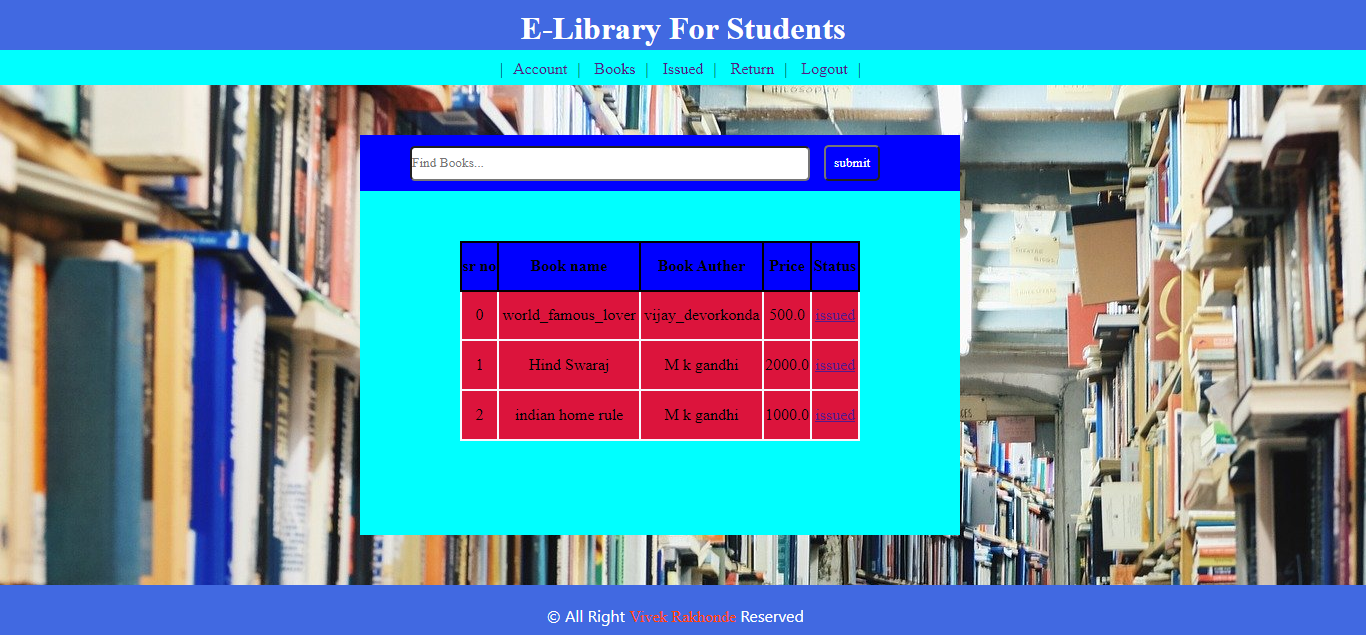 E-Library For Students
| Account | Books | Issued | Return | Logout |
PHILOSOPHY
Find Books... submit
sr no Book name Book Auther Price Status
0 world_famous_lover vijay_devorkonda 500.0 issued
1 Hind Swaraj M k gandhi 2000.0 issued
2 indian home rule M k gandhi 1000.0 issued
© All Right Vivek Rakhonde Reserved